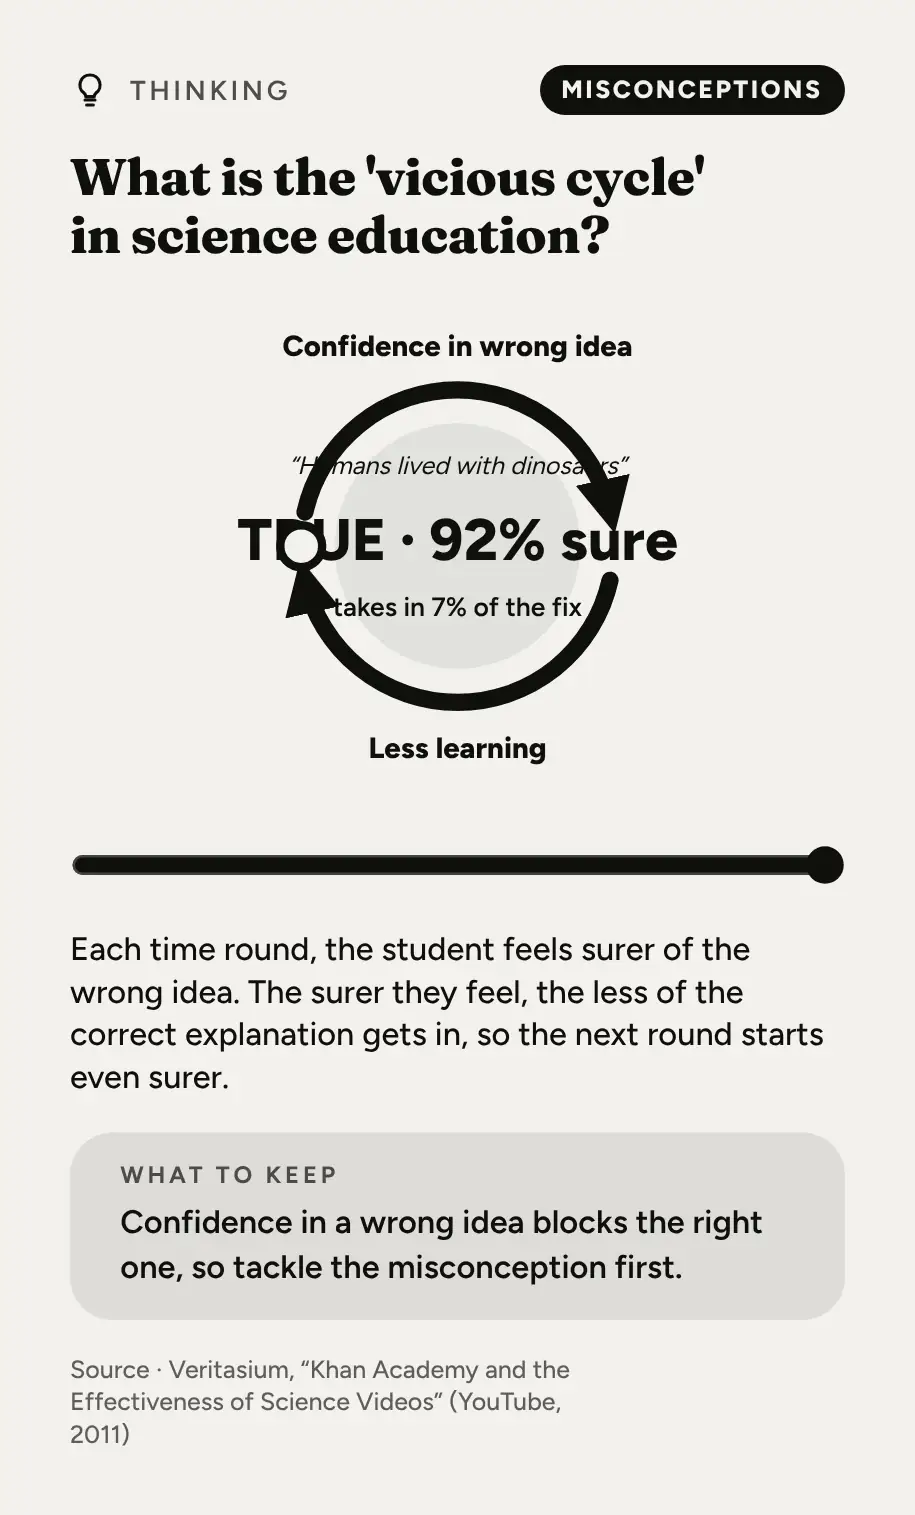 THINKING
MISCONCEPTIONS
What is the 'vicious cycle'
in science education?
Confidence in wrong idea
“Humans lived with dinosaurs”
TRUE · 92% sure
takes in 7% of the fix
Less learning
Each time round, the student feels surer of the
wrong idea. The surer they feel, the less of the
correct explanation gets in, so the next round starts
even surer.
WHAT TO KEEP
Confidence in a wrong idea blocks the right
one, so tackle the misconception first.
Source · Veritasium, “Khan Academy and the
Effectiveness of Science Videos” (YouTube,
2011)